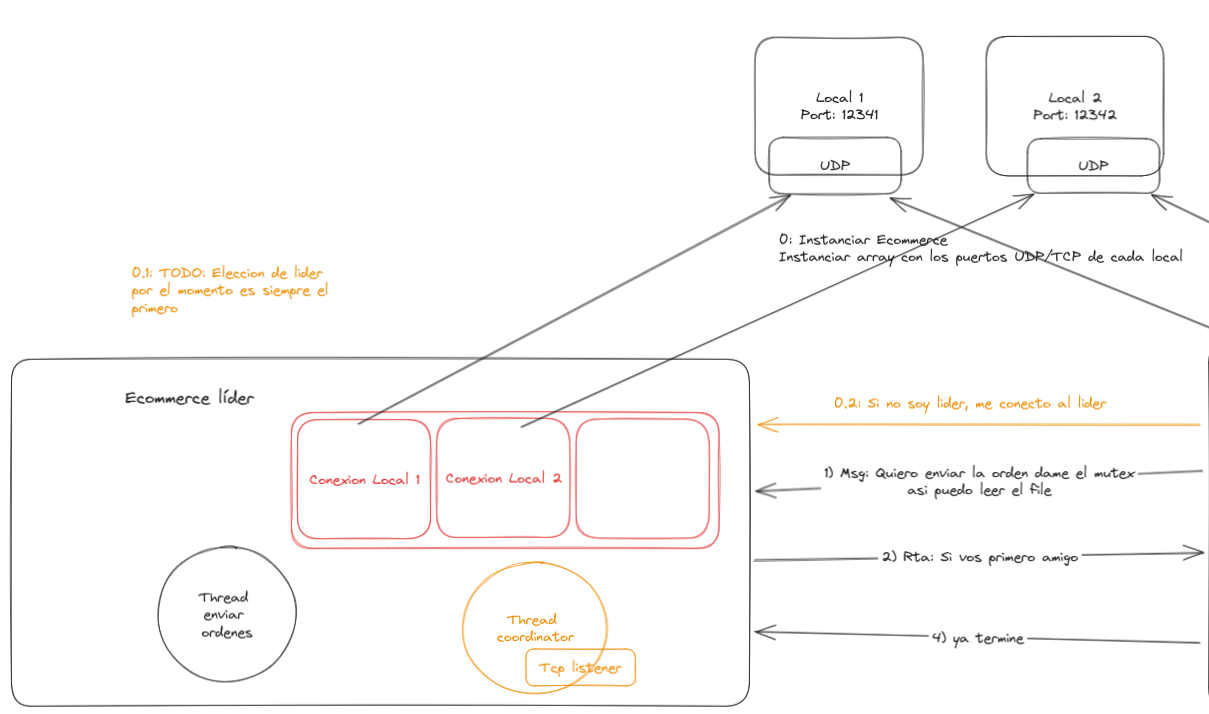 Local 1
Port: 12341
UDP
Local 2
Port: 12342
UDP
0: Instanciar Ecommerce
Instanciar array con los puertos UDP/TCP de cada local
0.1: TODO: Eleccion de lider
por el momento es siempre el
primero
Ecommerce líder
Conexion Local 1
Conexion Local 2
Thread
enviar
ordenes
Thread
coordinator
Tcp listener
0.2: Si no soy lider, me conecto al lider
1) Msg: Quiero enviar la orden dame el mutex
asi puedo leer el file
2) Rta: Si vos primero amigo
4) ya termine